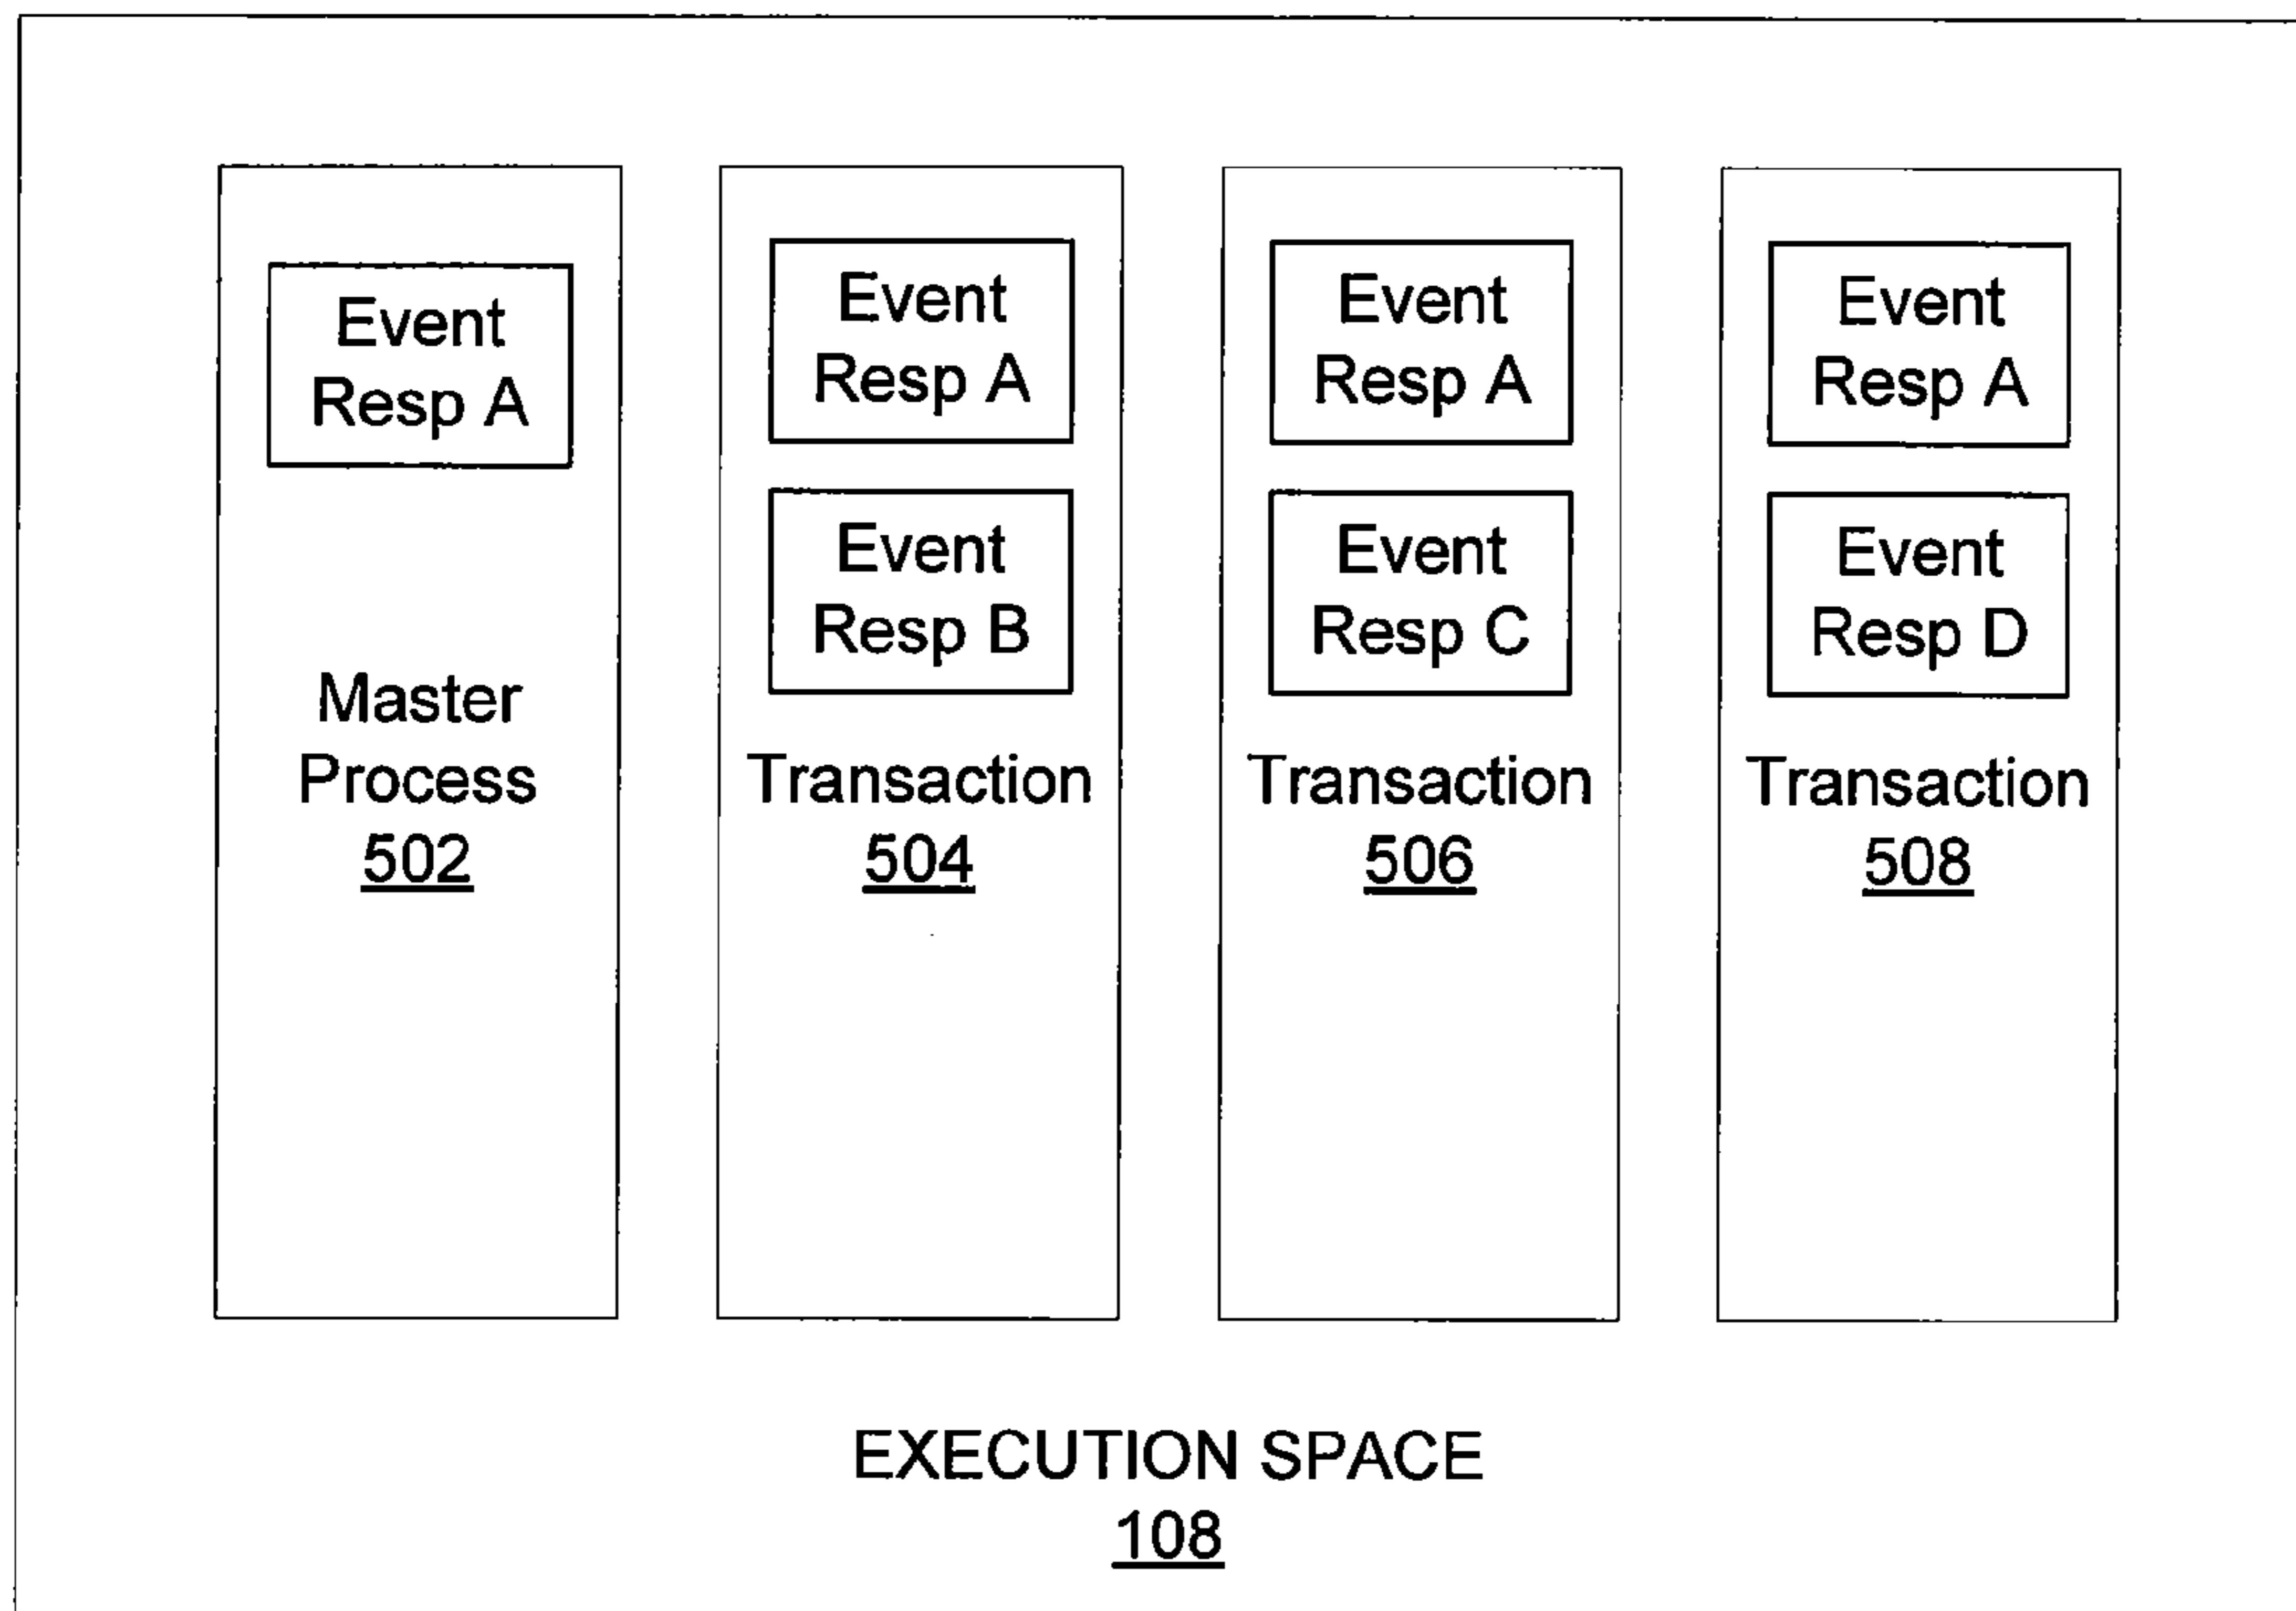 Event
Resp A
Master
Process
502
Event
Resp A
Event
Resp B
Transaction
504
Event
Resp A
Event
Resp C
Transaction
506
Event
Resp A
Event
Resp D
Transaction
508
EXECUTION SPACE
108